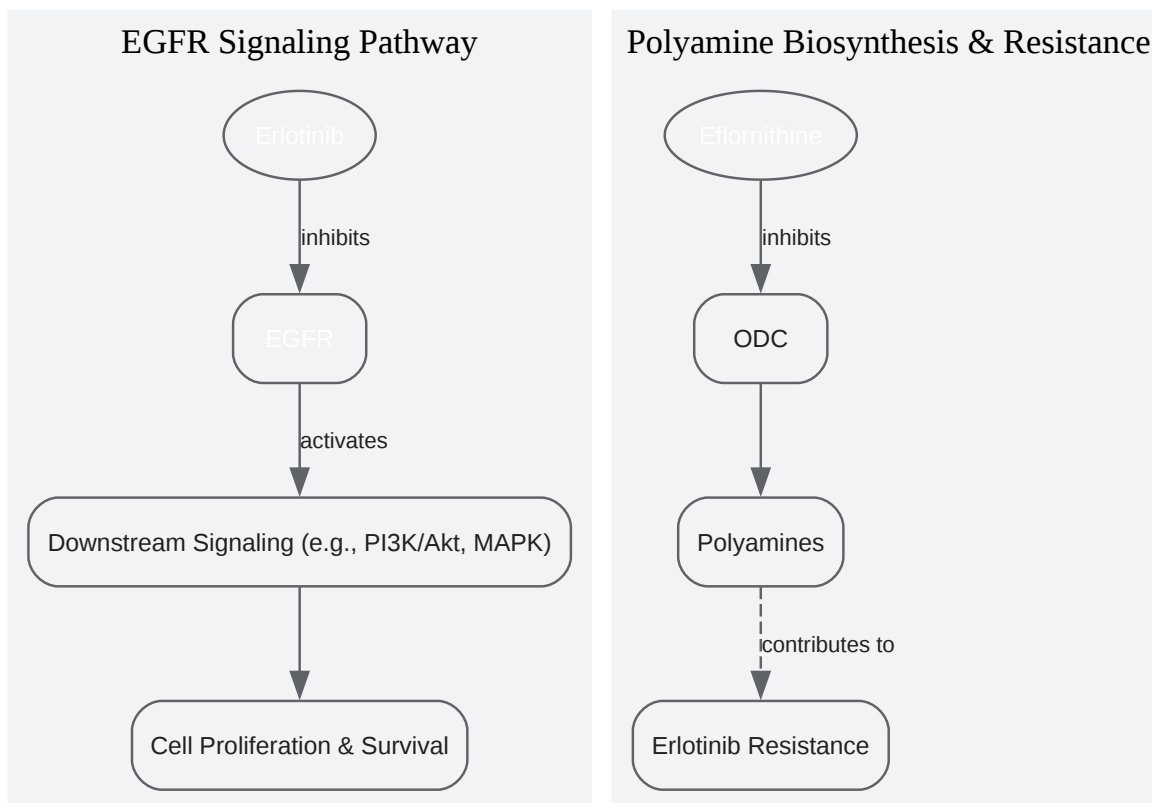 EGFR Signaling Pathway
Erlotinib
inhibits
EGFR
activates
Downstream Signaling (e.g., PI3K/Akt, MAPK)
Cell Proliferation & Survival
Polyamine Biosynthesis & Resistance
Eflornithine
inhibits
ODC
Polyamines
contributes to
Erlotinib Resistance